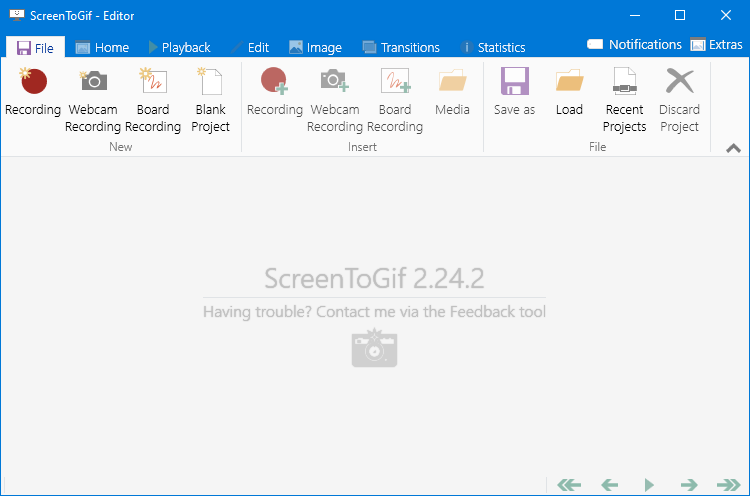 ScreenToGif - Editor
File Home Playback Edit Image Transitions Statistics Notifications Extras
Recording Webcam Recording Board Recording Blank Project Recording Webcam Recording Board Recording Media Save as Load Recent Projects Discard Project
New Insert File
ScreenToGif 2.24.2
Having trouble? Contact me via the Feedback tool